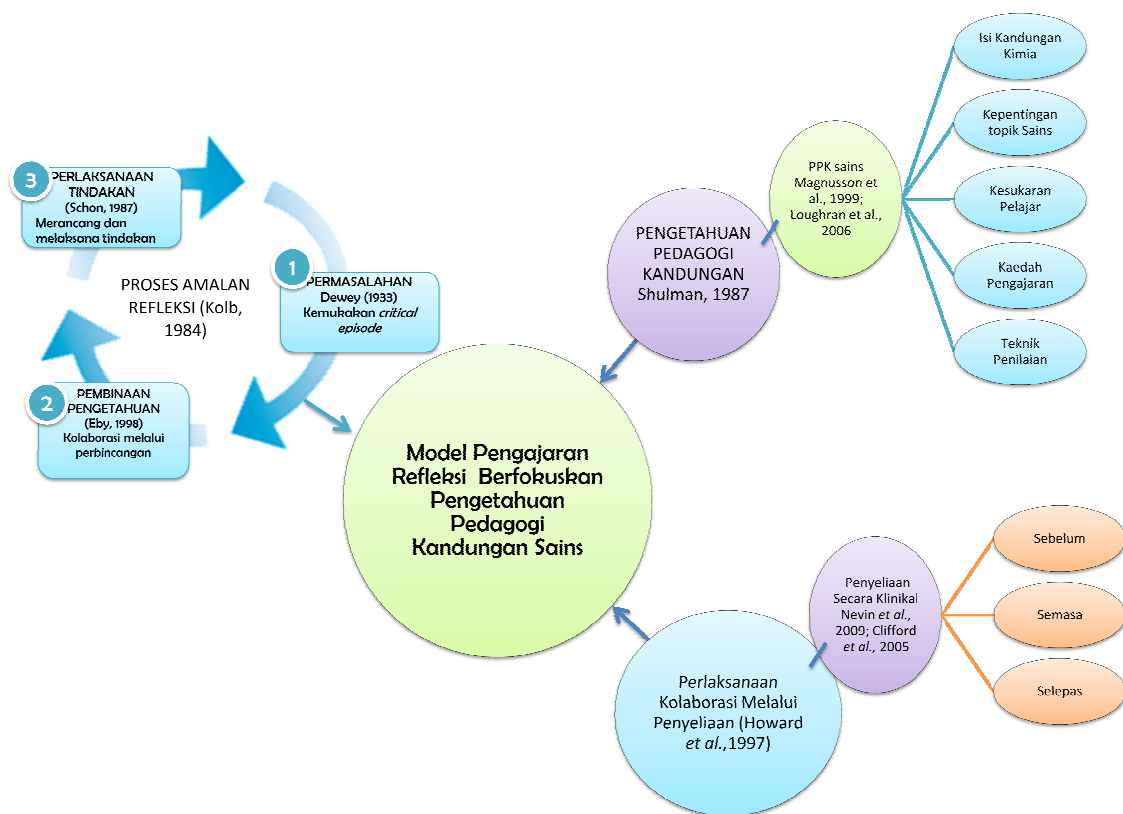 3
PERLAKSANAAN
TINDAKAN
(Schon, 1987)
Merancang dan
melaksana tindakan
PROSES AMALAN
REFLEKSI (Kolb,
1984)
1
PERMASALAHAN
Dewey (1933)
Kemukakan critical
episode
2
PEMBINAAN
PENGETAHUAN
(Eby, 1998)
Kolaborasi melalui
perbincangan
Model Pengajaran
Refleksi Berfokuskan
Pengetahuan
Pedagogi
Kandungan Sains
PENGETAHUAN
PEDAGOGI
KANDUNGAN
Shulman, 1987
PPK sains
Magnusson et
al., 1999;
Loughran et al.,
2006
Isi Kandungan
Kimia
Kepentingan
topik Sains
Kesukaran
Pelajar
Kaedah
Pengajaran
Teknik
Penilaian
Perlaksanaan
Kolaborasi Melalui
Penyeliaan (Howard
et al.,1997)
Penyeliaan
Secara Klinikal
Nevin et al.,
2009; Clifford
et al., 2005
Sebelum
Semasa
Selepas